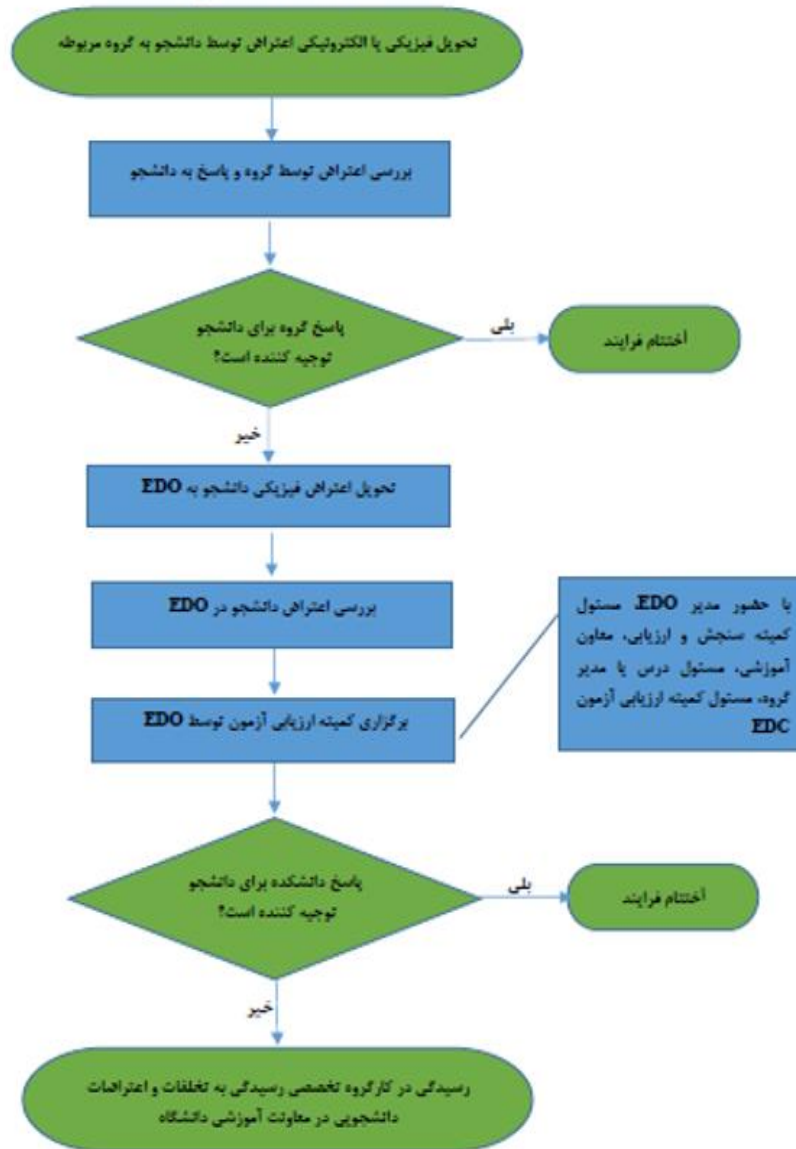 تحویل فیزیکی یا الکترونیکی اعتراض توسط دانشجو به گروه مربوطه
بررسی اعتراض توسط گروه و پاسخ به دانشجو
پاسخ گروه برای دانشجو
توجیه کننده است؟
بلی
أختتام فرایند
خیر
تحویل اعتراض فیزیکی دانشجو به EDO
بررسی اعتراض دانشجو در EDO
برگزاری کمیته ارزیابی آزمون توسط EDO
با حضور مدیر EDO، مسئول
کمیته سنجش و ارزیابی، معاون
آموزشی، مسئول درس یا مدیر
گروه، مسئول کمیته ارزیابی آزمون
EDC
پاسخ دانشکده برای دانشجو
توجیه کننده است؟
بلی
أختتام فرایند
خیر
رسیدگی در کارگروه تخصصی رسیدگی به تخلفات و اعتراضات
دانشجویی در معاونت آموزشی دانشگاه